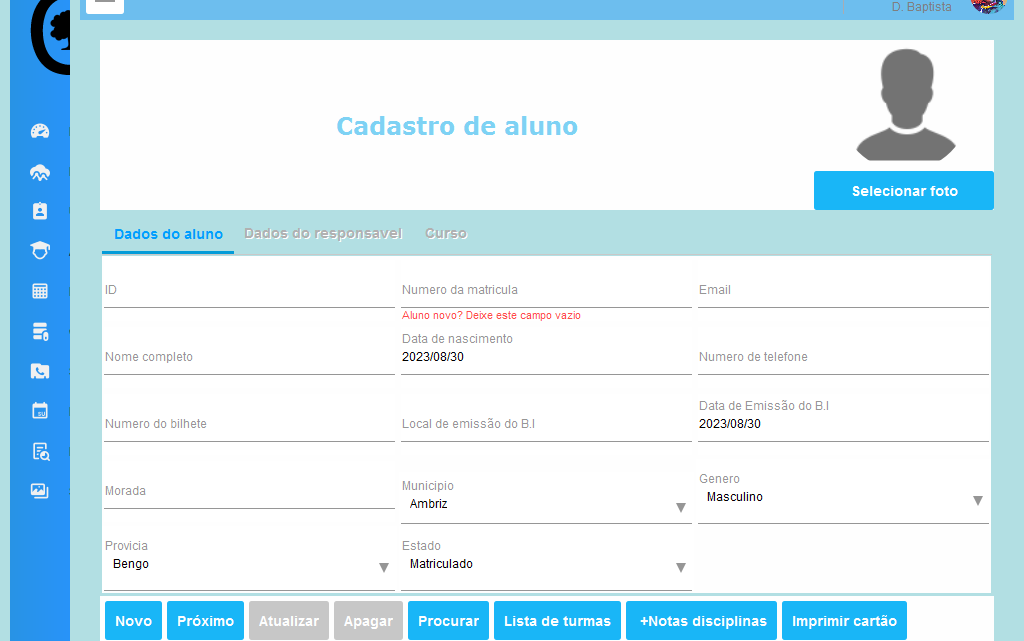 D. Baptista
Cadastro de aluno
Selecionar foto
Dados do aluno Dados do responsavel Curso
ID Numero da matricula Email
Aluno novo? Deixe este campo vazio
Data de nascimento
Nome completo 2023/08/30 Numero de telefone
Data de Emissão do B.I
Numero do bilhete Local de emissão do B.I 2023/08/30
Genero
Morada Municipio Masculino
Ambriz
Provicia Estado
Bengo Matriculado
Novo Próximo Atualizar Apagar Procurar Lista de turmas +Notas disciplinas Imprimir cartão